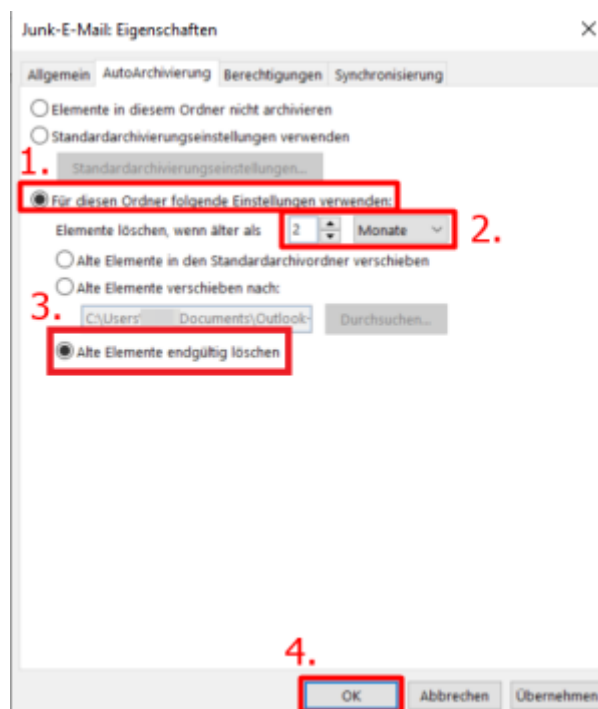 Junk-E-Mail: Eigenschaften
Allgemein AutoArchivierung Berechtigungen Synchronisierung
Elemente in diesem Ordner nicht archivieren
Standardarchivierungseinstellungen verwenden
1.
Standardarchivierungseinstellungen...
Für diesen Ordner folgende Einstellungen verwenden:
Elemente löschen, wenn älter als 2 Monate 2.
Alte Elemente in den Standardarchivordner verschieben
Alte Elemente verschieben nach:
3.
C:\Users\ Documents\Outlook- Durchsuchen...
Alte Elemente endgültig löschen
4.
OK Abbrechen Übernehmen